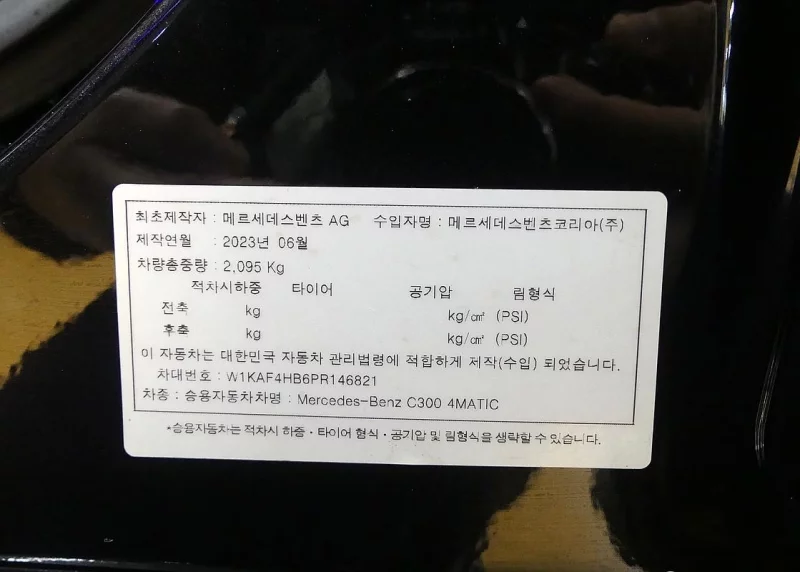 최초제작자 : 메르세데스벤츠 AG 수입자명 : 메르세데스벤츠코리아(주)
제작연월 : 2023년 06월
차량총중량 : 2,095 Kg
적차시하중 타이어 공기압 림형식
전축 kg kg/㎠ (PSI)
후축 kg kg/㎠ (PSI)
이 자동차는 대한민국 자동차 관리법령에 적합하게 제작(수입) 되었습니다.
차대번호 : W1KAF4HB6PR146821
차종 : 승용자동차차명 : Mercedes-Benz C300 4MATIC
*승용자동차는 적차시 하중·타이어 형식·공기압 및 림형식을 생략할 수 있습니다.